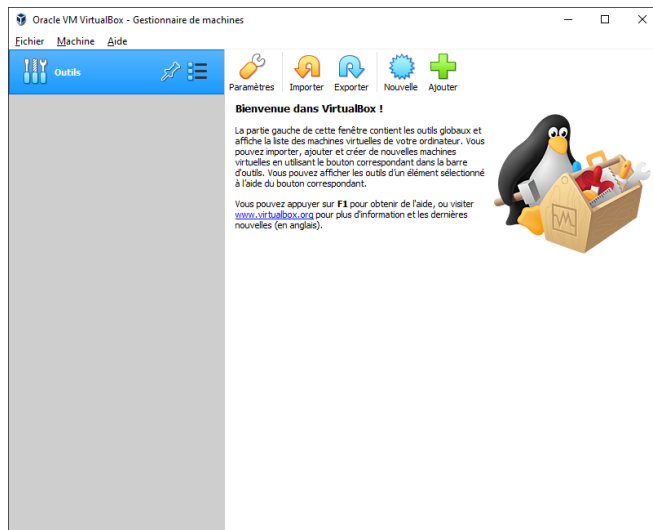 Oracle VM VirtualBox - Gestionnaire de machines
Fichier Machine Aide
Outils
Paramètres Importer Exporter Nouvelle Ajouter
Bienvenue dans VirtualBox !
La partie gauche de cette fenêtre contient les outils globaux et
affiche la liste des machines virtuelles de votre ordinateur. Vous
pouvez importer, ajouter et créer de nouvelles machines
virtuelles en utilisant le bouton correspondant dans la barre
d'outils. Vous pouvez afficher les outils d'un élément sélectionné
à l'aide du bouton correspondant.
Vous pouvez appuyer sur F1 pour obtenir de l'aide, ou visiter
www.virtualbox.org pour plus d'information et les dernières
nouvelles (en anglais).